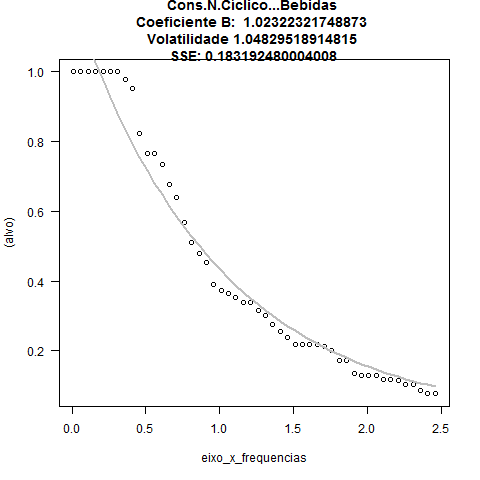 Cons.N.Ciclico...Bebidas
Coeficiente B:  1.02322321748873
Volatilidade 1.04829518914815
SSE: 0.183192480004008
(alvo)
1.0
0.8
0.6
0.4
0.2
0.0 0.5 1.0 1.5 2.0 2.5
eixo_x_frequencias